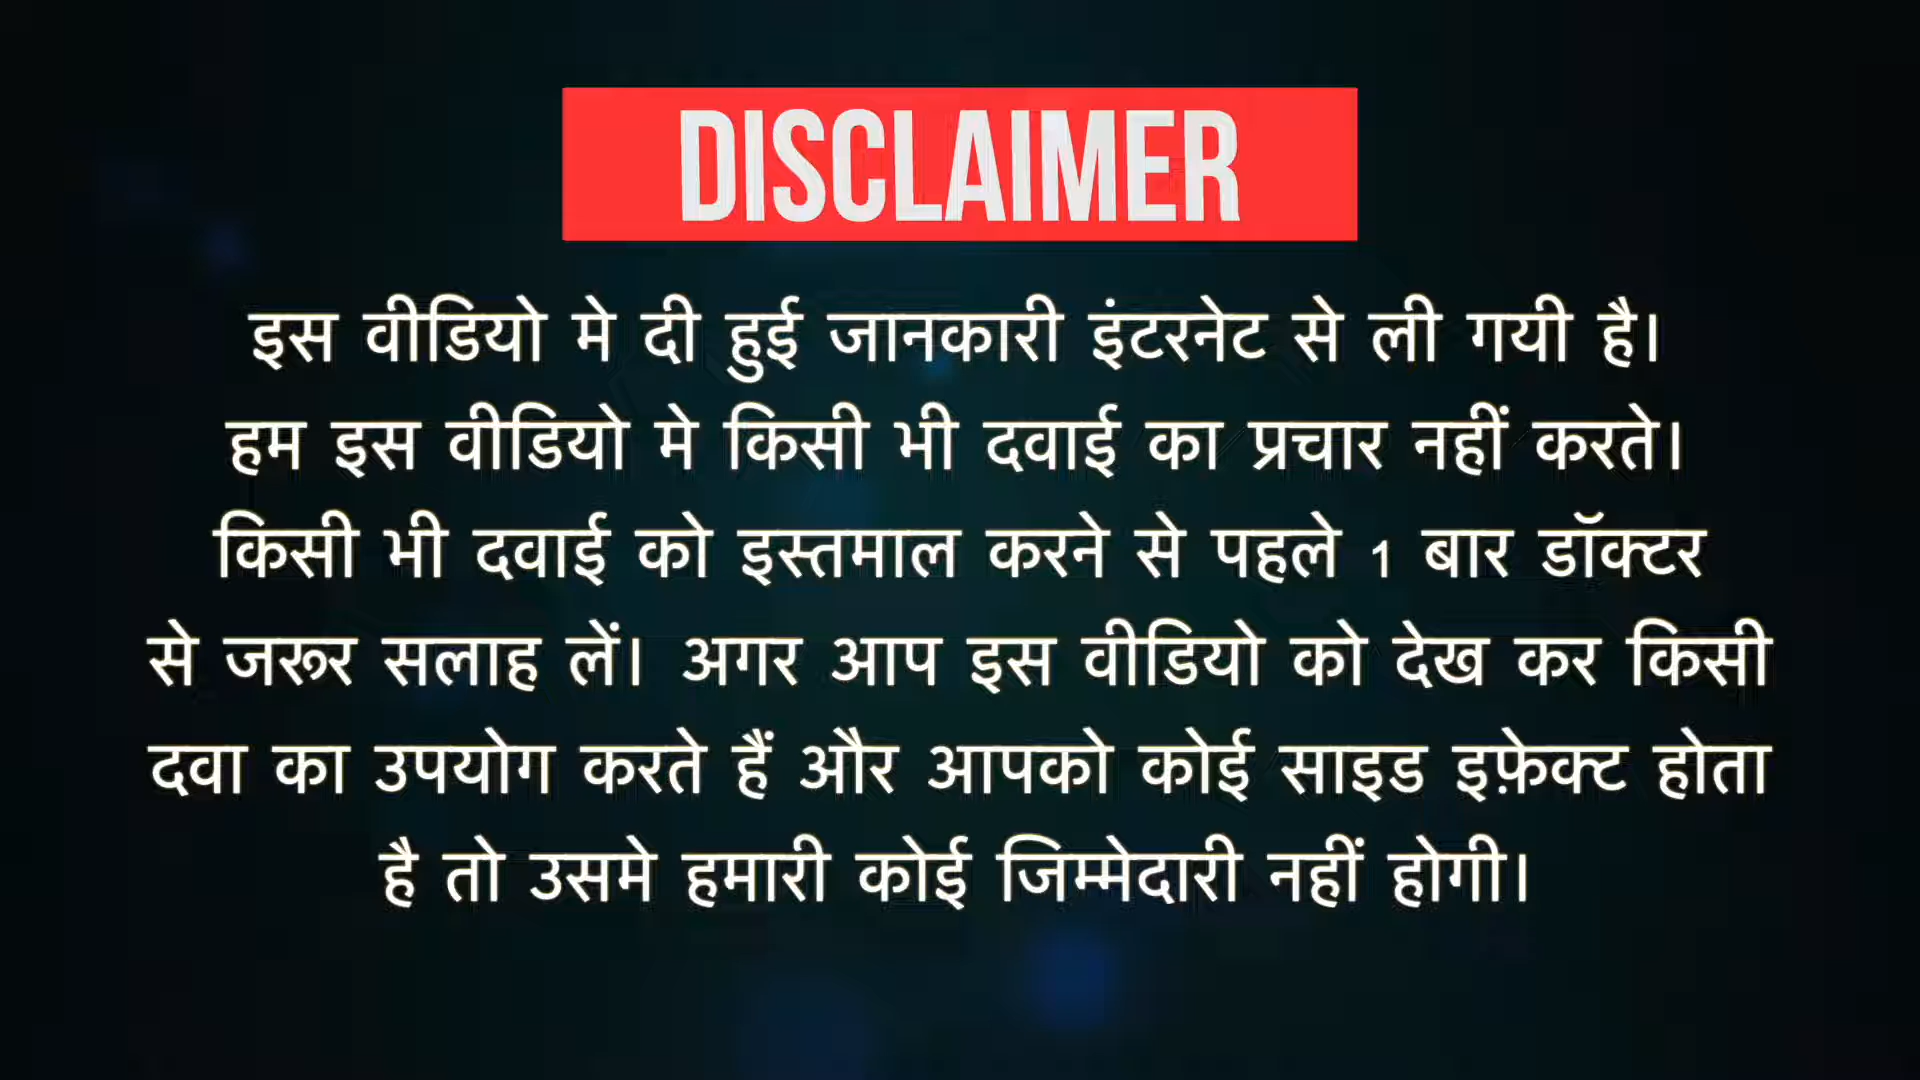 DISCLAIMER
इस वीडियो मे दी हुई जानकारी इंटरनेट से ली गयी है।
हम इस वीडियो मे किसी भी दवाई का प्रचार नहीं करते।
किसी भी दवाई को इस्तमाल करने से पहले 1 बार डॉक्टर
से जरूर सलाह लें। अगर आप इस वीडियो को देख कर किसी
दवा का उपयोग करते हैं और आपको कोई साइड इफ़ेक्ट होता
है तो उसमे हमारी कोई जिम्मेदारी नहीं होगी।